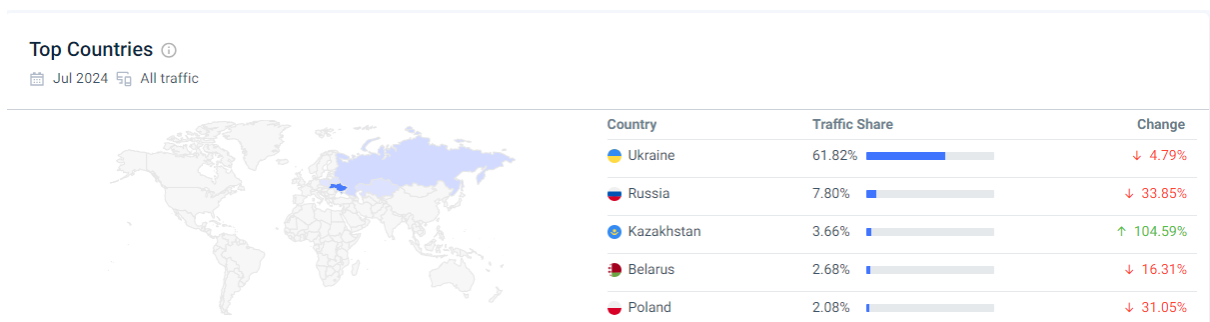 Top Countries
Jul 2024 All traffic
Country Traffic Share Change
Ukraine 61.82% ↓ 4.79%
Russia 7.80% ↓ 33.85%
Kazakhstan 3.66% ↑ 104.59%
Belarus 2.68% ↓ 16.31%
Poland 2.08% ↓ 31.05%